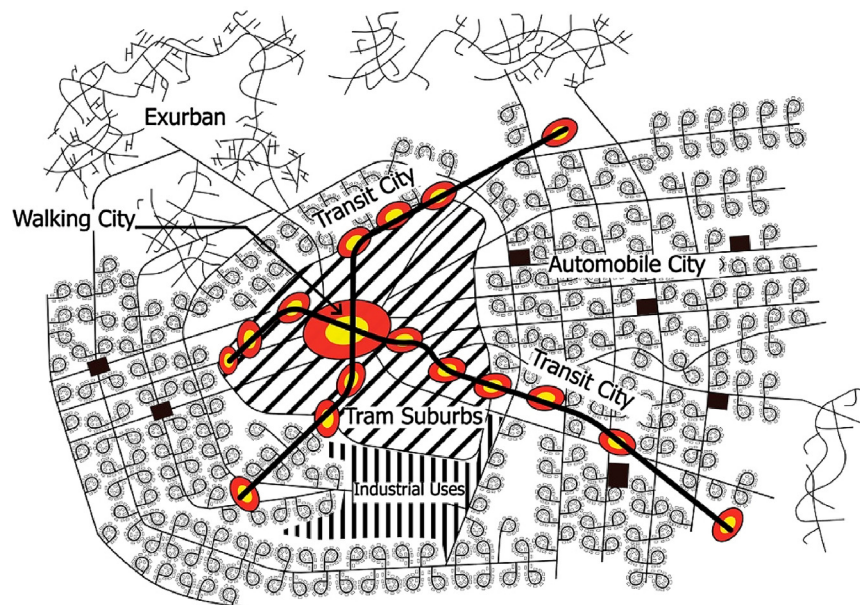 Exurban
Transit City
Walking City
Automobile City
Transit City
Tram Suburbs
Industrial Uses